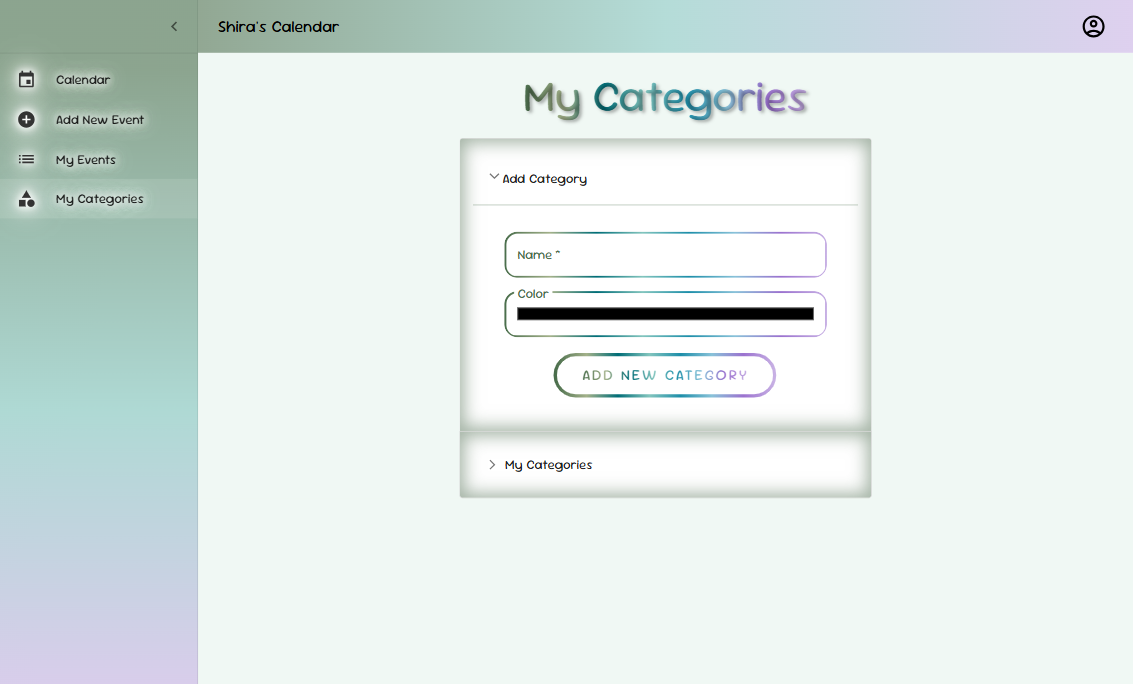 Shira's Calendar
Calendar
Add New Event
My Events
My Categories
My Categories
Add Category
Name *
Color
ADD NEW CATEGORY
My Categories